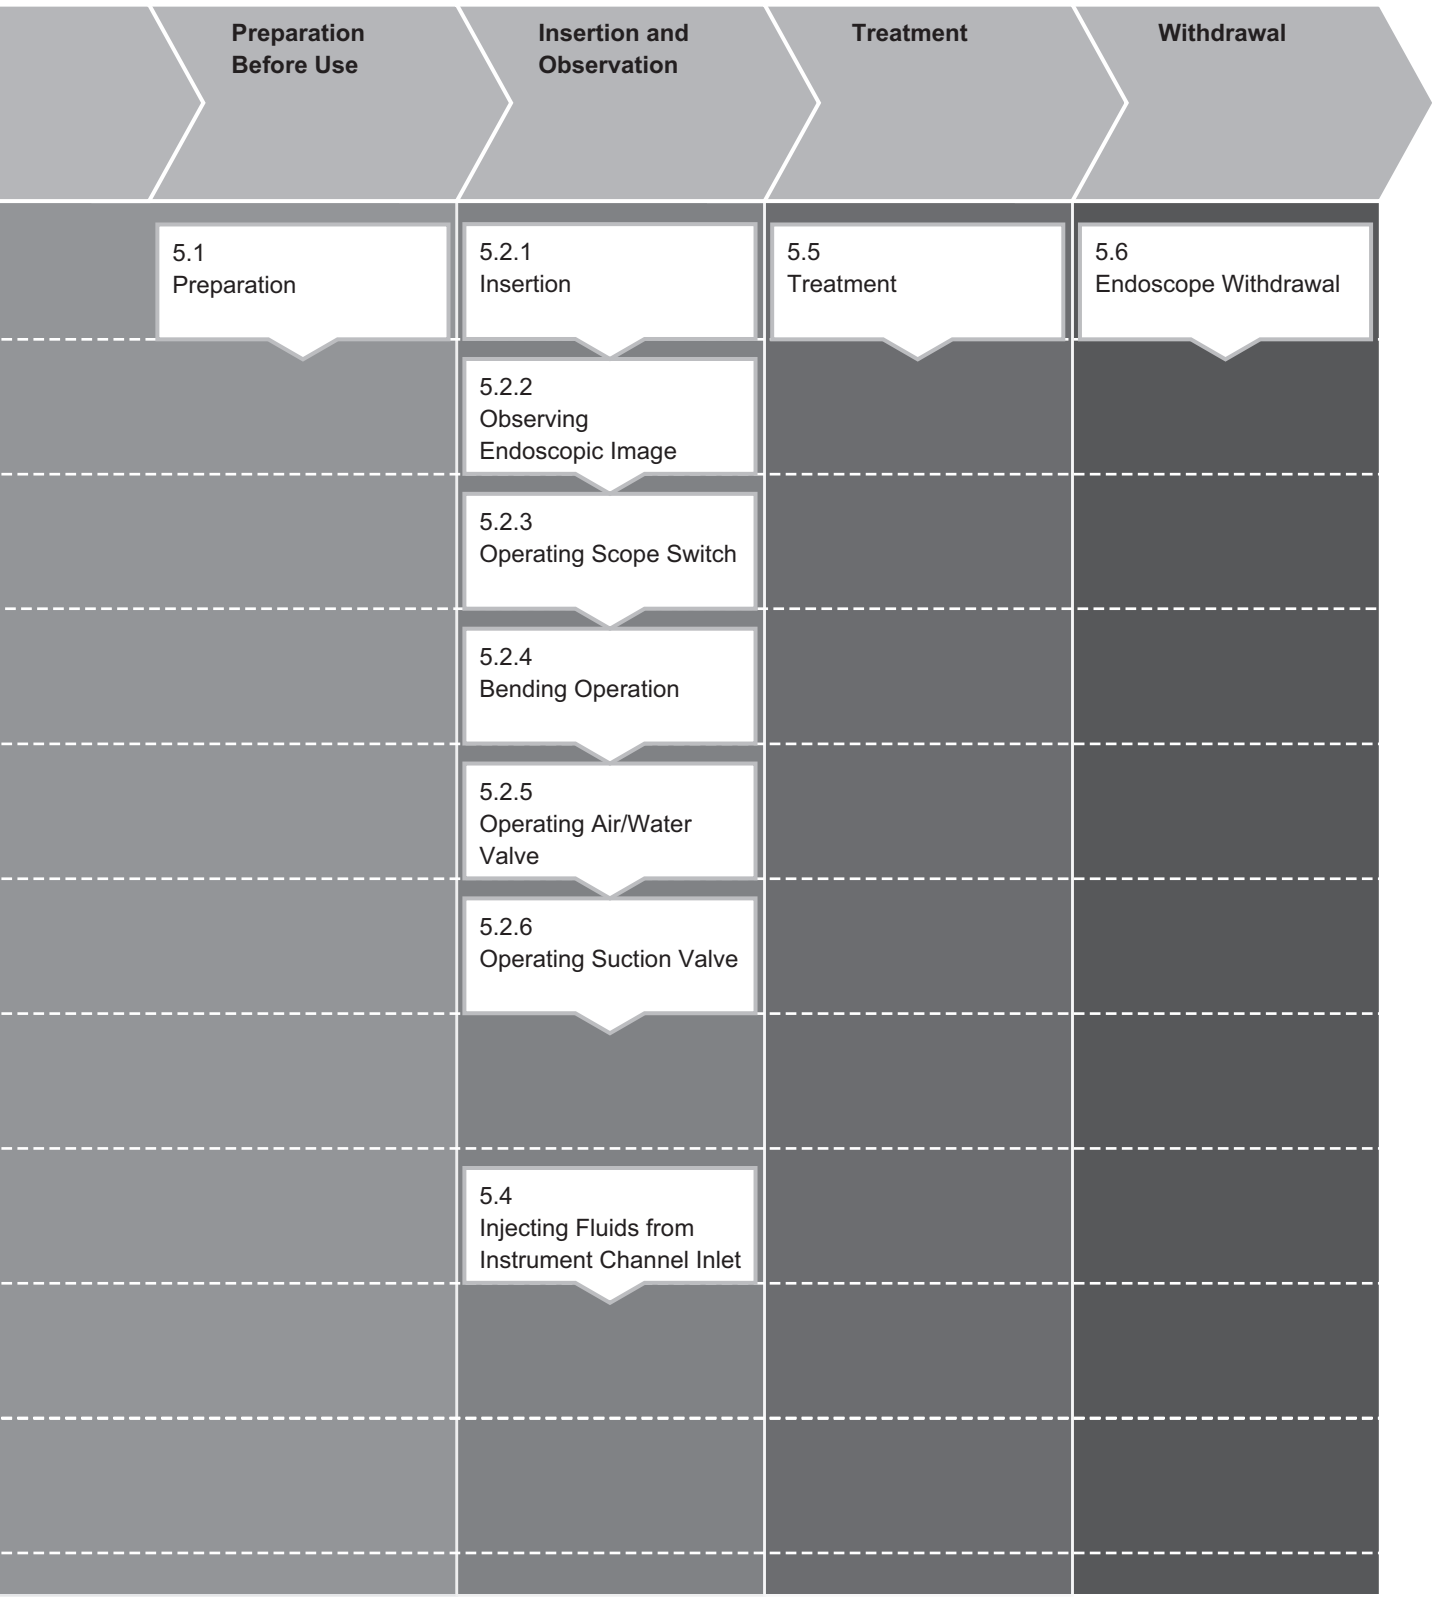 Preparation
Before Use
Insertion and
Observation
Treatment
Withdrawal
5.1
Preparation
5.2.1
Insertion
5.2.2
Observing
Endoscopic Image
5.2.3
Operating Scope Switch
5.2.4
Bending Operation
5.2.5
Operating Air/Water
Valve
5.2.6
Operating Suction Valve
5.4
Injecting Fluids from
Instrument Channel Inlet
5.5
Treatment
5.6
Endoscope Withdrawal